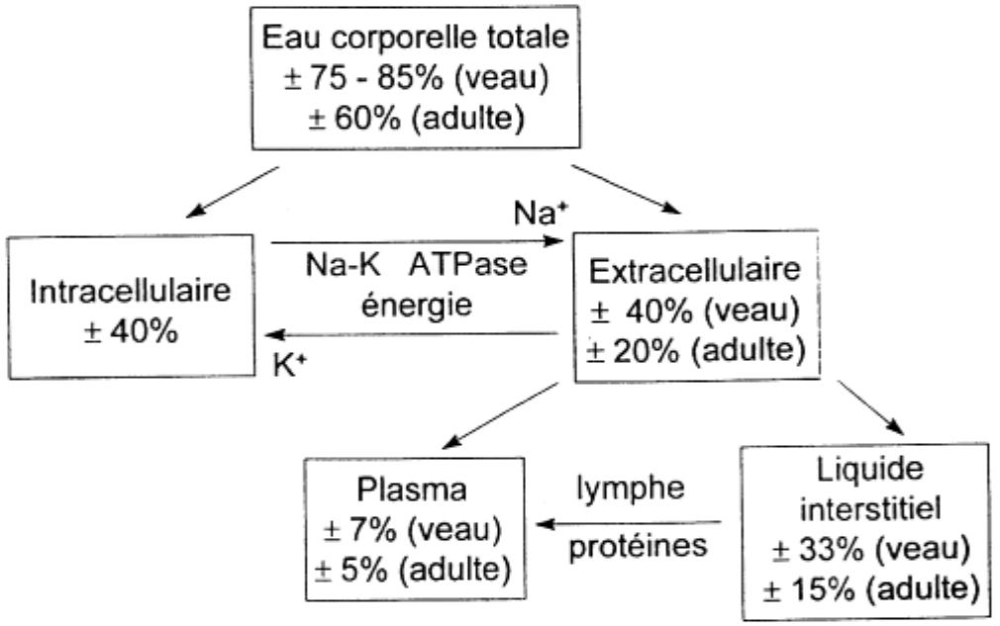 Eau corporelle totale
± 75 - 85% (veau)
± 60% (adulte)
Na⁺
Intracellulaire
± 40%
Na-K ATPase
énergie
K⁺
Extracellulaire
± 40% (veau)
± 20% (adulte)
Plasma
± 7% (veau)
± 5% (adulte)
lymphe
protéines
Liquide
interstitiel
± 33% (veau)
± 15% (adulte)